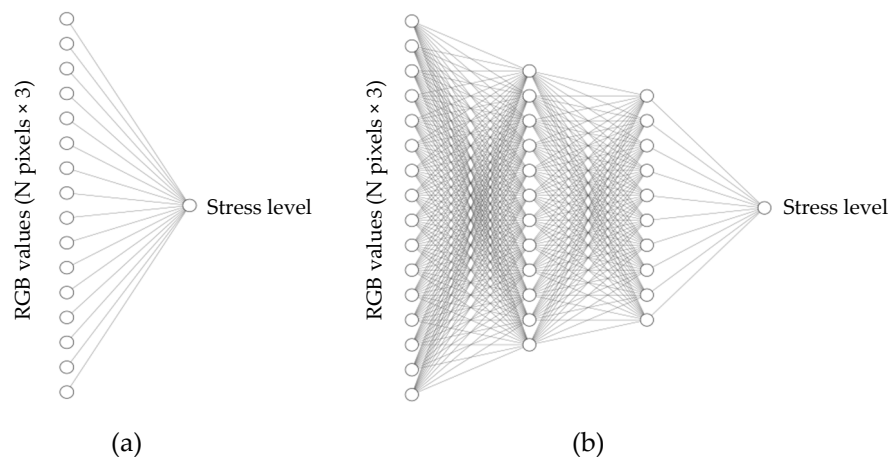 RGB values (N pixels × 3)
Stress level
(a)
RGB values (N pixels × 3)
Stress level
(b)